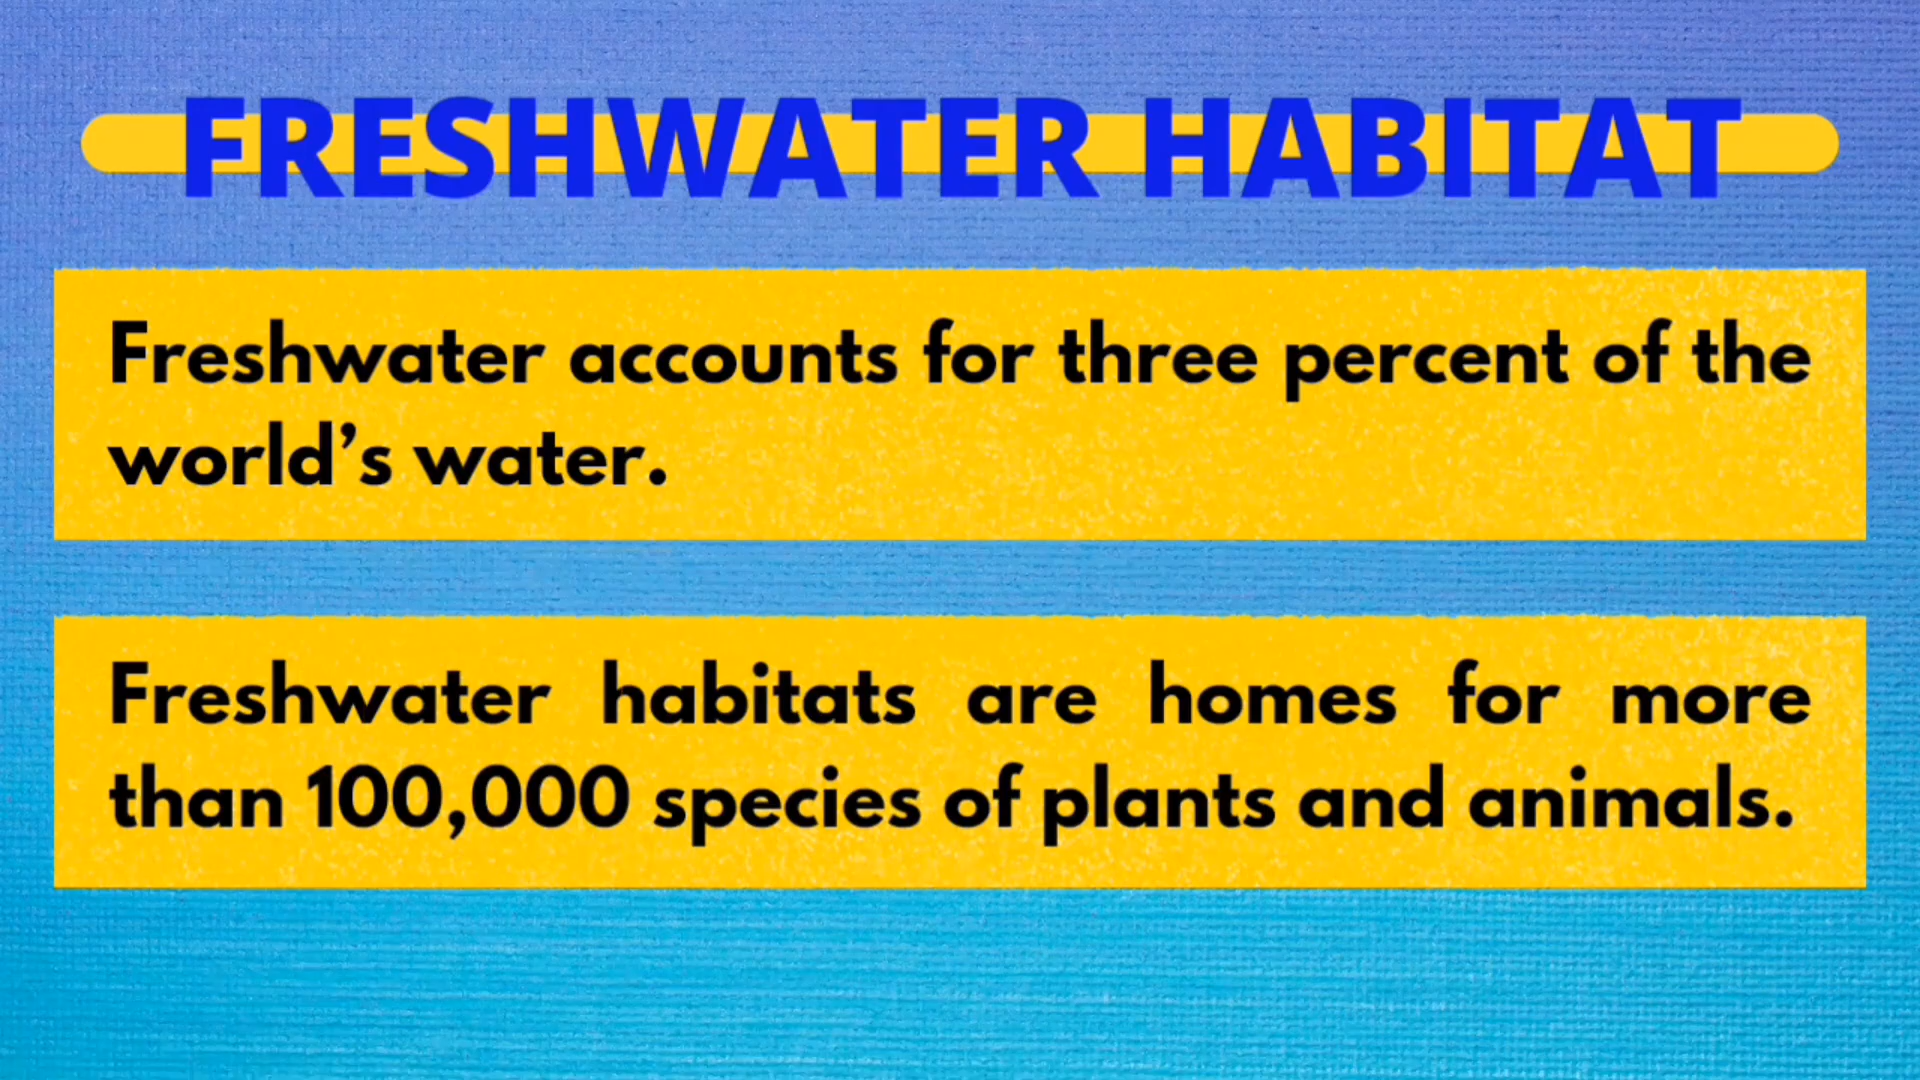 FRESHWATER HABITAT
Freshwater accounts for three percent of the
world’s water.
Freshwater habitats are homes for more
than 100,000 species of plants and animals.